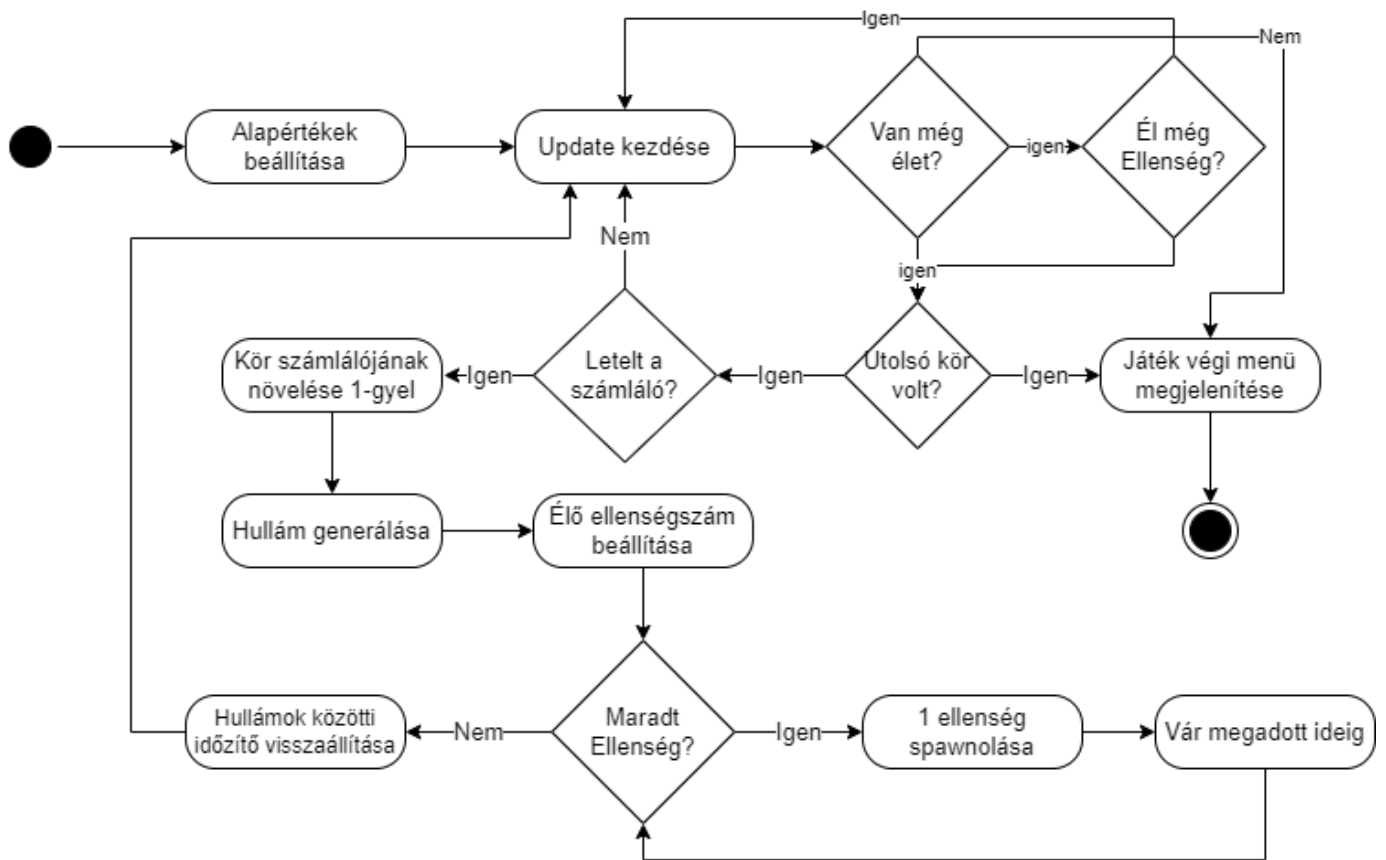 Igen
Nem
Alapértékek
beállítása
Update kezdése
Van még
élet?
igen
Él még
Ellenség?
Nem
igen
Kör számlálójának
növelése 1-gyel
Igen
Letelt a
számláló?
Igen
Utolsó kör
volt?
Igen
Játék végi menü
megjelenítése
Hullám generálása
Élő ellenségszám
beállítása
Hullámok közötti
időzítő visszaállítása
Nem
Maradt
Ellenség?
Igen
1 ellenség
spawnolása
Vár megadott ideig